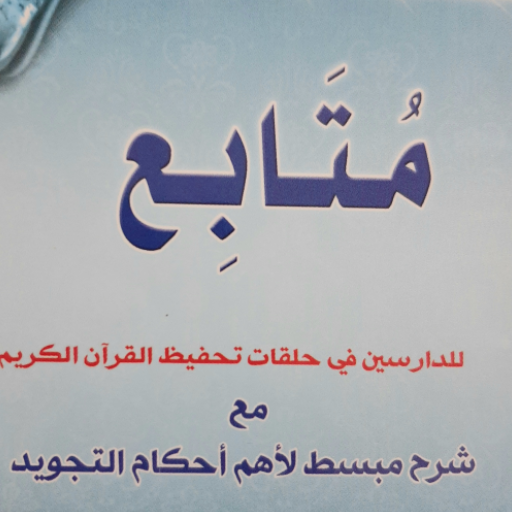 مُتَابِع
للدارسين في حلقات تحفيظ القرآن الكريم
مع
شرح مبسط لأهم أحكام التجويد